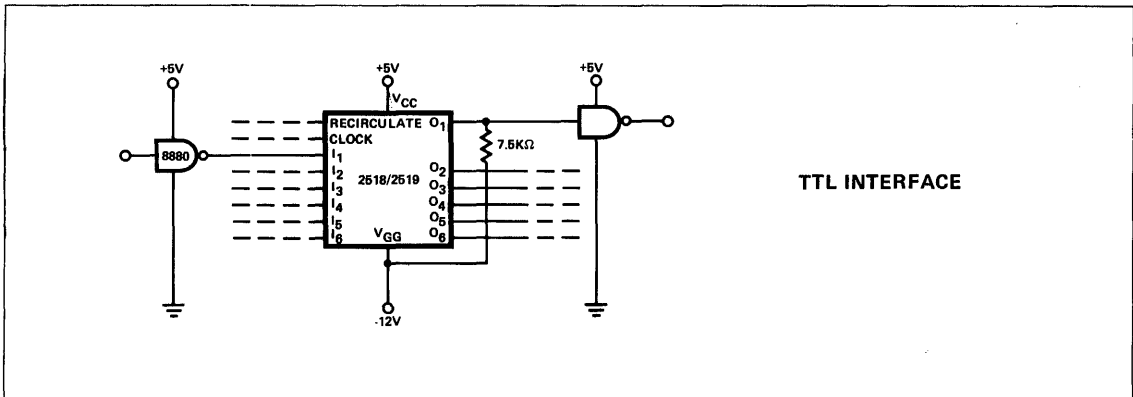 +5V
+5V
+5V
VCC
RECIRCULATE O1
CLOCK
8880
I1
7.5KΩ
I2
2518/2519
O2
I3
O3
TTL INTERFACE
I4
O4
I5
O5
I6
VGG
O6
-12V